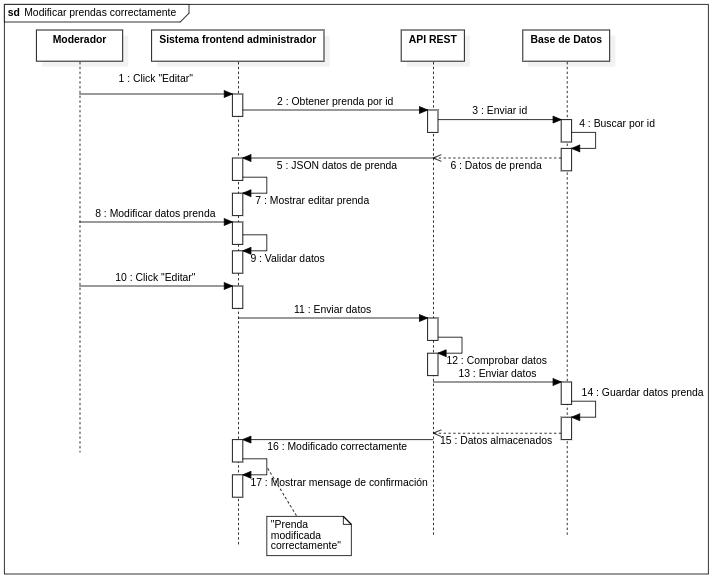 sd Modificar prendas correctamente
Moderador
Sistema frontend administrador
API REST
Base de Datos
1 : Click "Editar"
2 : Obtener prenda por id
3 : Enviar id
4 : Buscar por id
5 : JSON datos de prenda
6 : Datos de prenda
7 : Mostrar editar prenda
8 : Modificar datos prenda
9 : Validar datos
10 : Click "Editar"
11 : Enviar datos
12 : Comprobar datos
13 : Enviar datos
14 : Guardar datos prenda
15 : Datos almacenados
16 : Modificado correctamente
17 : Mostrar mensage de confirmación
"Prenda
modificada
correctamente"